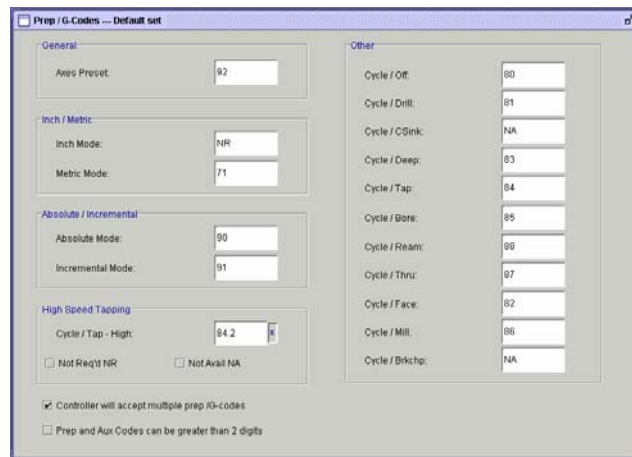 Prep / G-Codes --- Default set
General
Axes Preset: 92
Inch / Metric
Inch Mode: NR
Metric Mode: 71
Absolute / Incremental
Absolute Mode: 90
Incremental Mode: 91
High Speed Tapping
Cycle / Tap - High: 84.2 x
Not Req'd NR Not Avail NA
Controller will accept multiple prep /G-codes
Prep and Aux Codes can be greater than 2 digits
Other
Cycle / Off: 80
Cycle / Drill: 81
Cycle / CSink: NA
Cycle / Deep: 83
Cycle / Tap: 84
Cycle / Bore: 85
Cycle / Ream: 88
Cycle / Thru: 87
Cycle / Face: 82
Cycle / Mill: 86
Cycle / Brkchp: NA